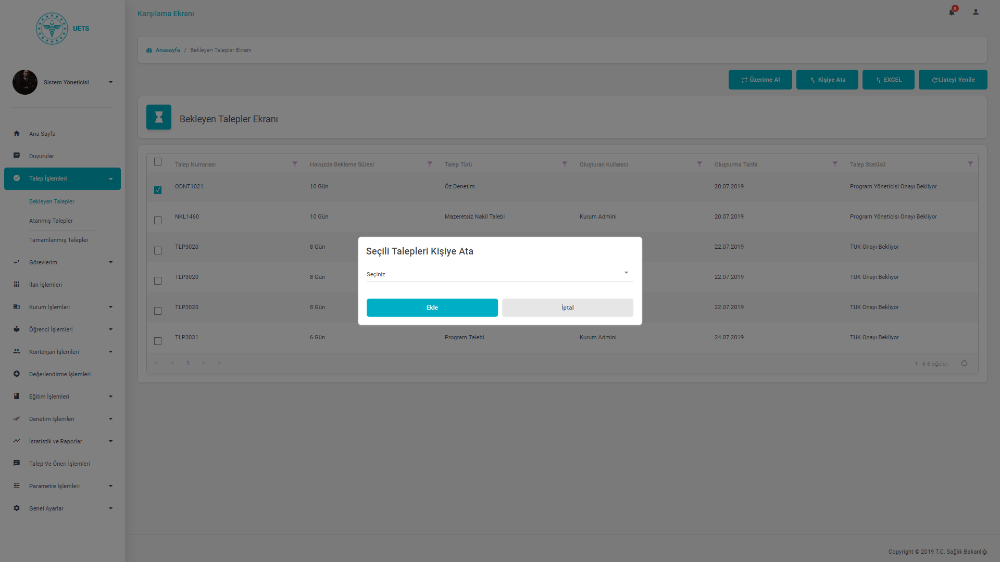 UETS
Sistem Yöneticisi
Ana Sayfa
Duyurular
Talep İşlemleri
Bekleyen Talepler
Atanmış Talepler
Tamamlanmış Talepler
Görevlerim
İlan İşlemleri
Kurum İşlemleri
Öğrenci İşlemleri
Kontenjan İşlemleri
Değerlendirme İşlemleri
Eğitim İşlemleri
Denetim İşlemleri
İstatistik ve Raporlar
Talep Ve Öneri İşlemleri
Parametre İşlemleri
Genel Ayarlar
Karşılama Ekranı
0
Anasayfa / Bekleyen Talepler Ekranı
Üzerime Al Kişiye Ata EXCEL Listeyi Yenile
Bekleyen Talepler Ekranı
Talep Numarası Havuzda Bekleme Süresi Talep Türü Oluşturan Kullanıcı Oluşturma Tarihi Talep Statüsü
ODNT1021 10 Gün Öz Denetim 20.07.2019 Program Yöneticisi Onayı Bekliyor
NKL1460 10 Gün Mazeretsiz Nakil Talebi Kurum Admini 20.07.2019 Program Yöneticisi Onayı Bekliyor
TLP3020 8 Gün 22.07.2019 TUK Onayı Bekliyor
TLP3020 8 Gün 22.07.2019 TUK Onayı Bekliyor
TLP3020 8 Gün 22.07.2019 TUK Onayı Bekliyor
TLP3031 6 Gün Program Talebi Kurum Admini 24.07.2019 TUK Onayı Bekliyor
1
1 - 6 6 öğeleri
Seçili Talepleri Kişiye Ata
Seçiniz
Ekle İptal
Copyright © 2019 T.C. Sağlık Bakanlığı